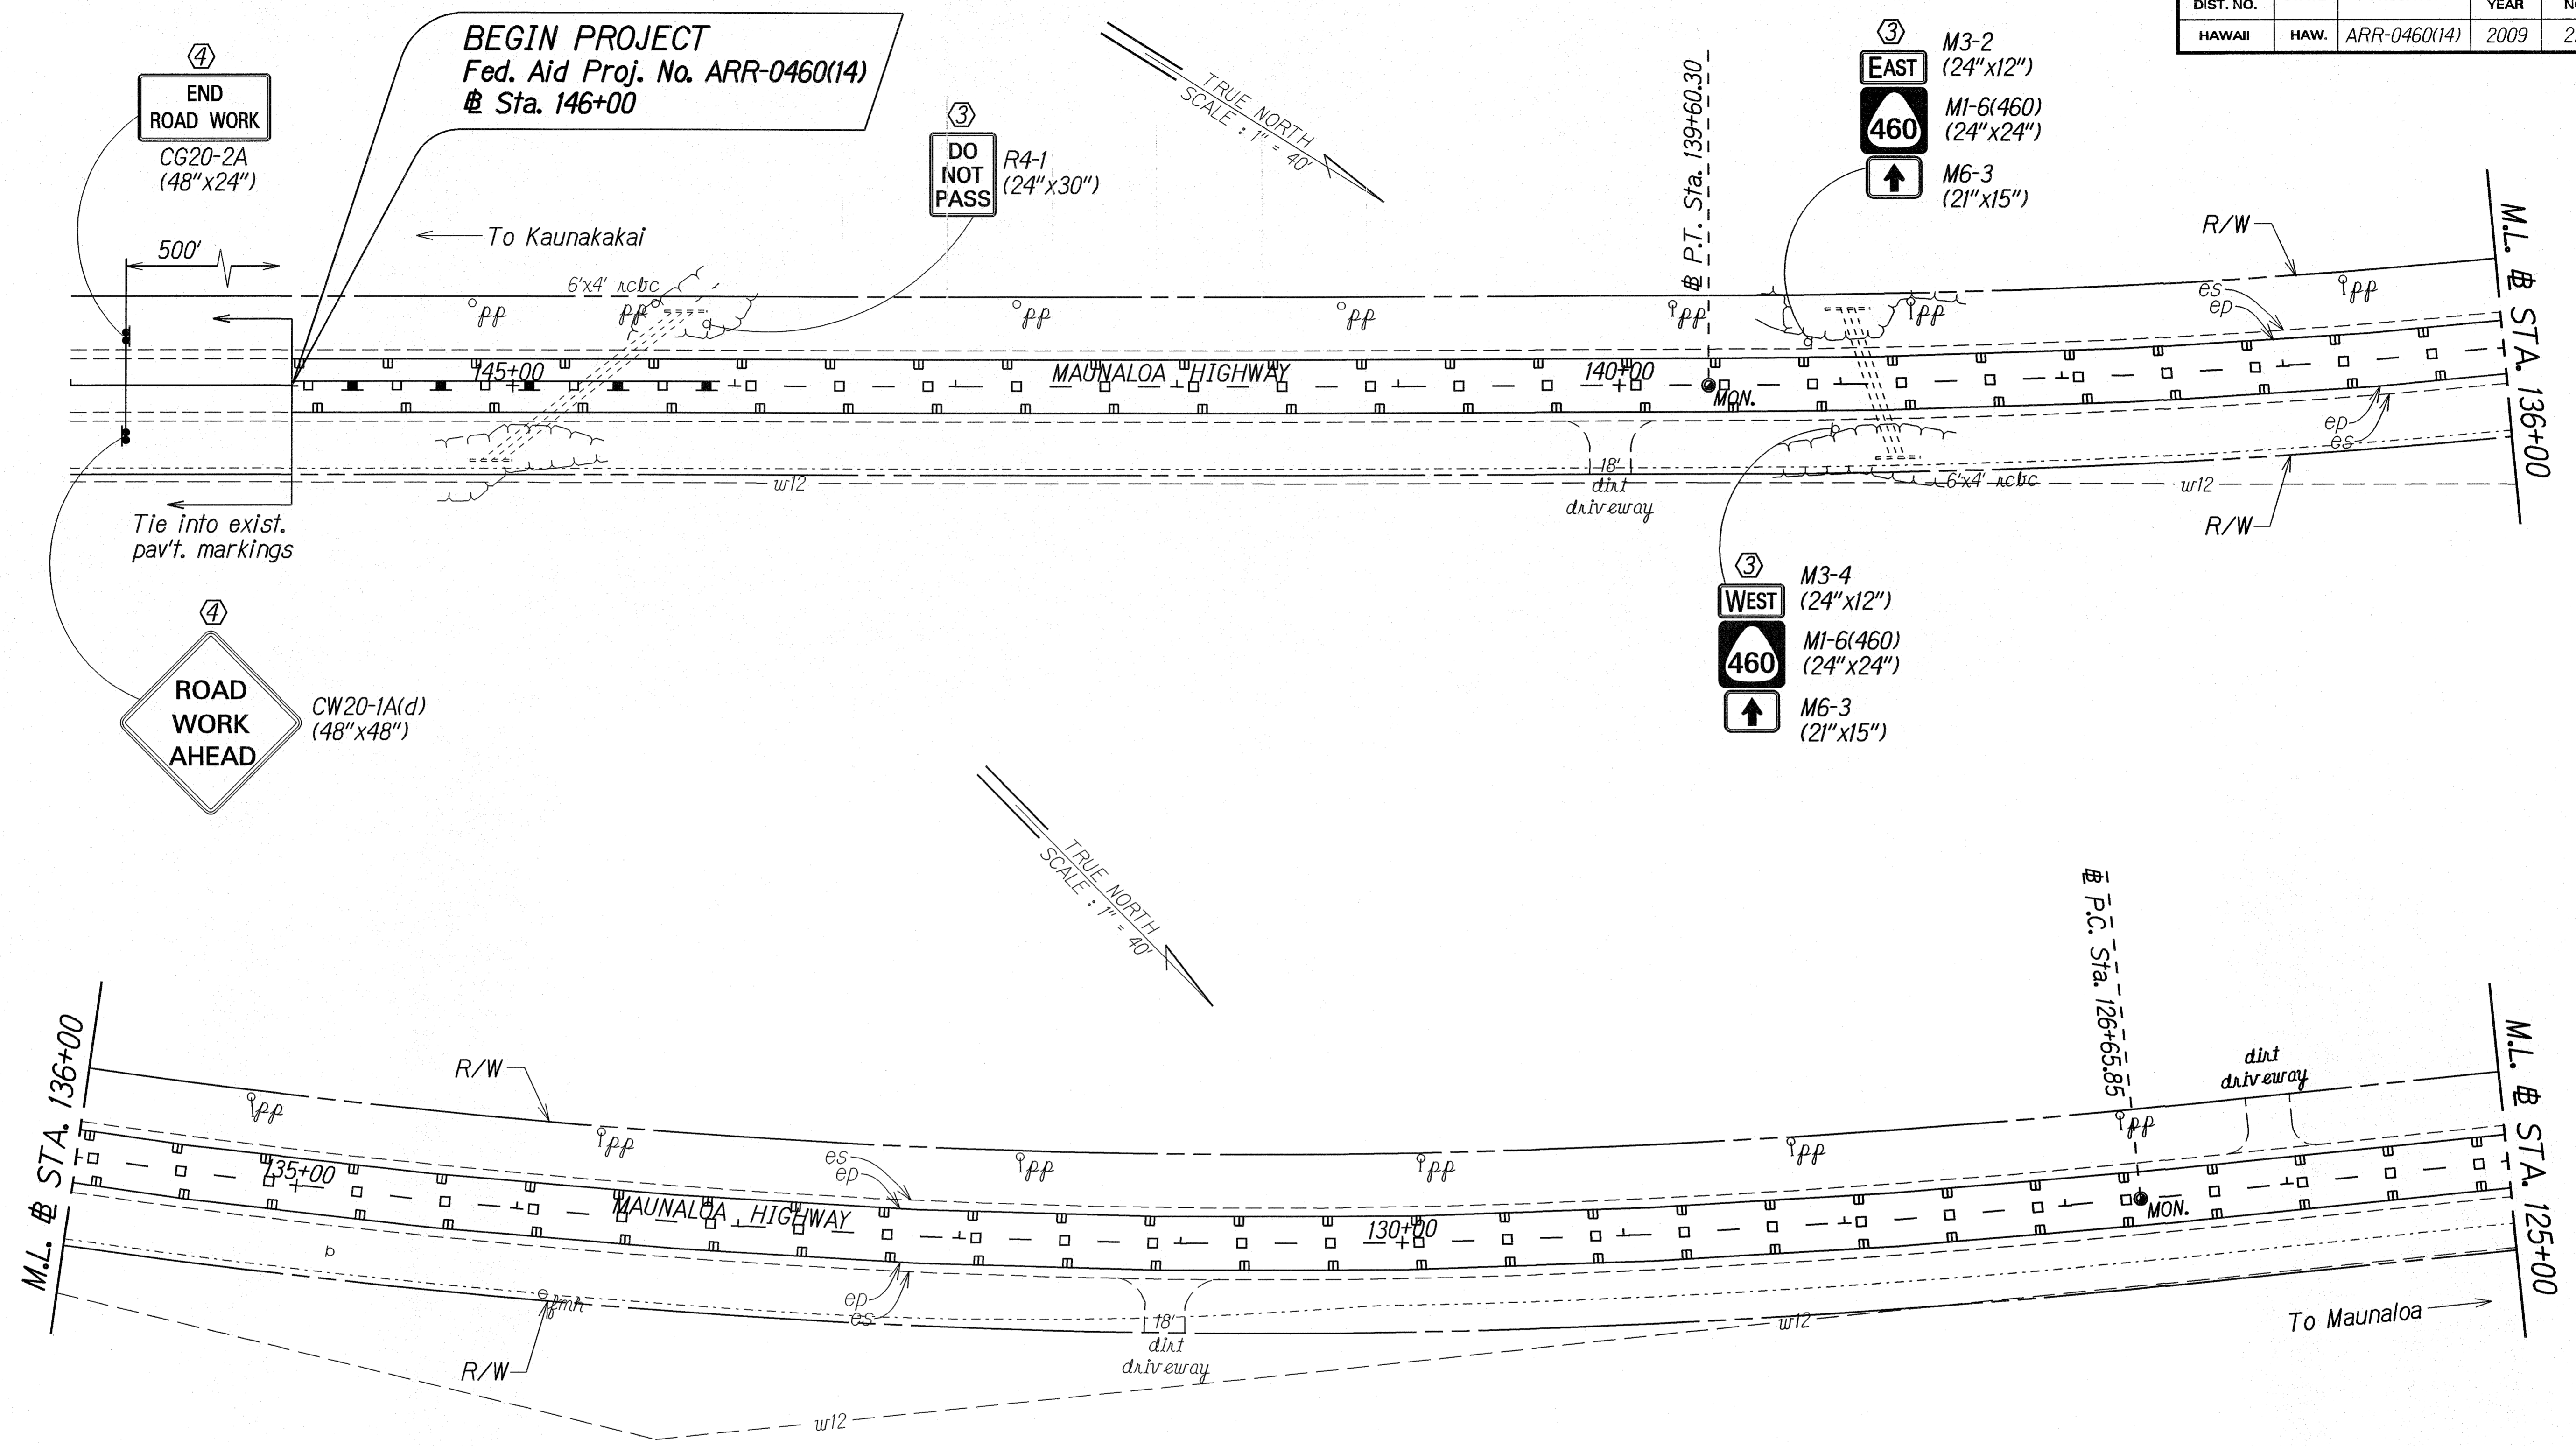 DIST. NO.
YEAR
HAWAII HAW. ARR-0460(14) 2009
BEGIN PROJECT
Fed. Aid Proj. No. ARR-0460(14)
℄ Sta. 146+00
4
END
ROAD WORK
CG20-2A
(48"x24")
500'
To Kaunakakai
3
DO
NOT
PASS
R4-1
(24"x30")
TRUE NORTH
SCALE : 1" = 40'
P.T. Sta. 139+60.30
3
EAST
M3-2
(24"x12")
460
M1-6(460)
(24"x24")
M6-3
(21"x15")
R/W
M.L. STA. 136+00
6'x4' rcbc
pp
pp
pp
pp
pp
pp
pp
es
ep
145+00
MAUNALOA HIGHWAY
140+00
MON.
ep
es
w12
18'
dirt
driveway
6'x4' rcbc
w12
R/W
Tie into exist.
pav't. markings
4
ROAD
WORK
AHEAD
CW20-1A(d)
(48"x48")
3
WEST
M3-4
(24"x12")
460
M1-6(460)
(24"x24")
M6-3
(21"x15")
TRUE NORTH
SCALE : 1" = 40'
P.C. Sta. 126+65.85
M.L. STA. 136+00
R/W
pp
pp
pp
pp
pp
pp
dirt
driveway
M.L. STA. 125+00
es
ep
135+00
MAUNALOA HIGHWAY
130+00
MON.
ep
es
18'
dirt
driveway
R/W
w12
w12
To Maunaloa